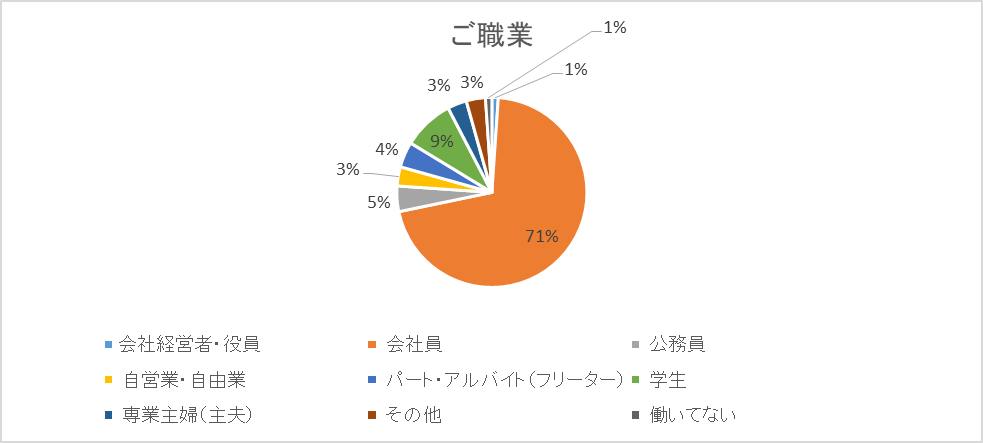 ご職業
1%
1%
3%
3%
9%
4%
3%
5%
71%
会社経営者・役員 会社員 公務員
自営業・自由業 パート・アルバイト（フリーター） 学生
専業主婦（主夫） その他 働いてない